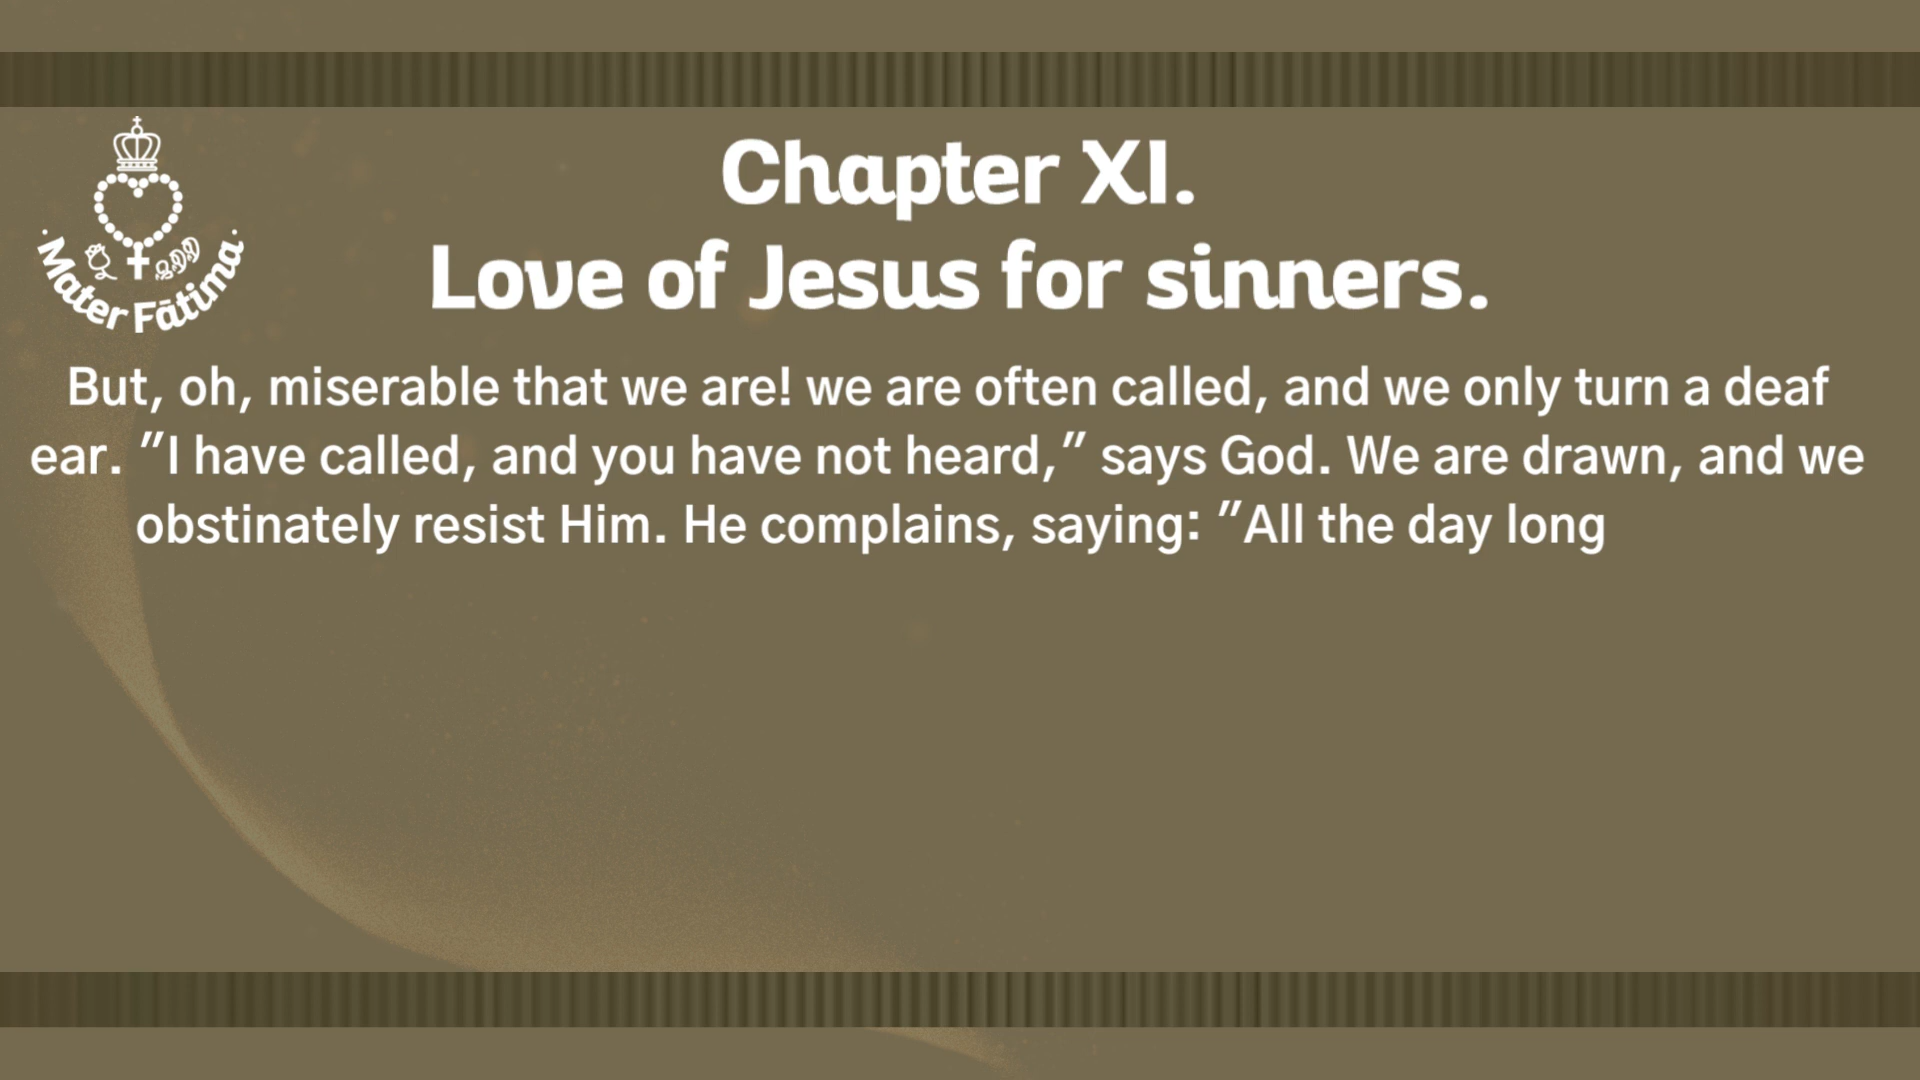 Chapter XI.
Love of Jesus for sinners.
Mater Fātima
But, oh, miserable that we are! we are often called, and we only turn a deaf
ear. "I have called, and you have not heard," says God. We are drawn, and we
obstinately resist Him. He complains, saying: "All the day long